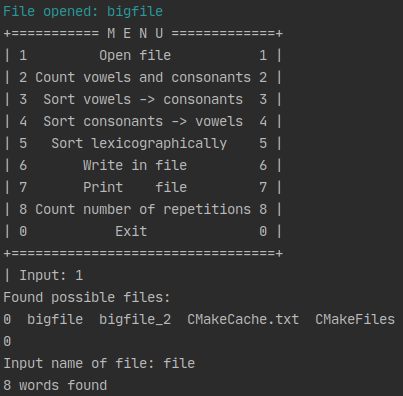 File opened: bigfile
+=========== M E N U =============+
| 1         Open file           1 |
| 2 Count vowels and consonants 2 |
| 3  Sort vowels -> consonants  3 |
| 4  Sort consonants -> vowels  4 |
| 5   Sort lexicographically    5 |
| 6       Write in file         6 |
| 7       Print    file         7 |
| 8 Count number of repetitions 8 |
| 0           Exit              0 |
+=================================+
| Input: 1
Found possible files:
0  bigfile  bigfile_2  CMakeCache.txt  CMakeFiles
0
Input name of file: file
8 words found